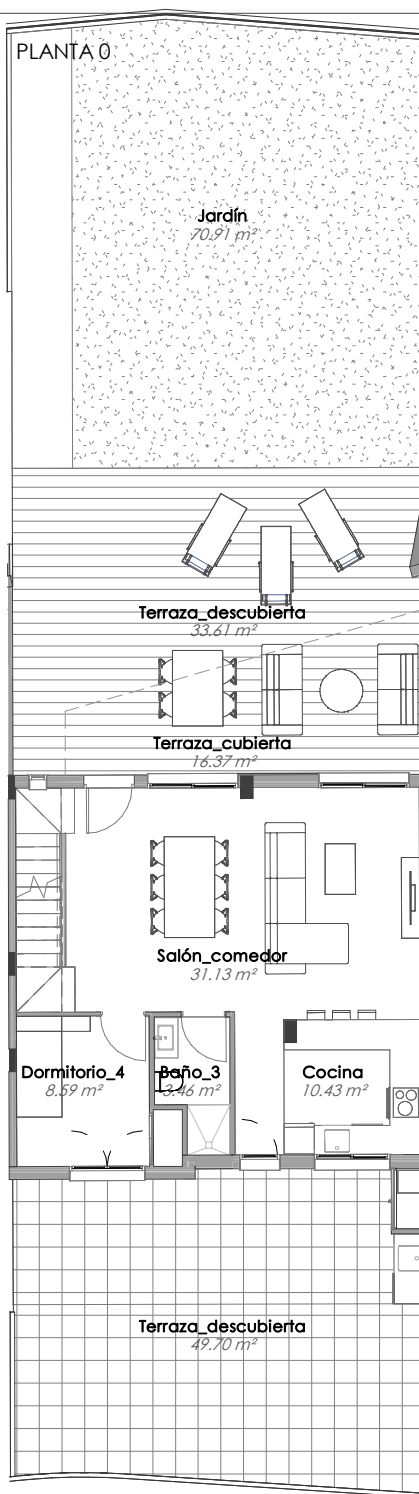 PLANTA 0
Jardín
70.91 m²
Terraza_descubierta
33.61 m²
Terraza_cubierta
16.37 m²
Salón_comedor
31.13 m²
Dormitorio_4
8.59 m²
Baño_3
3.46 m²
Cocina
10.43 m²
Terraza_descubierta
49.70 m²